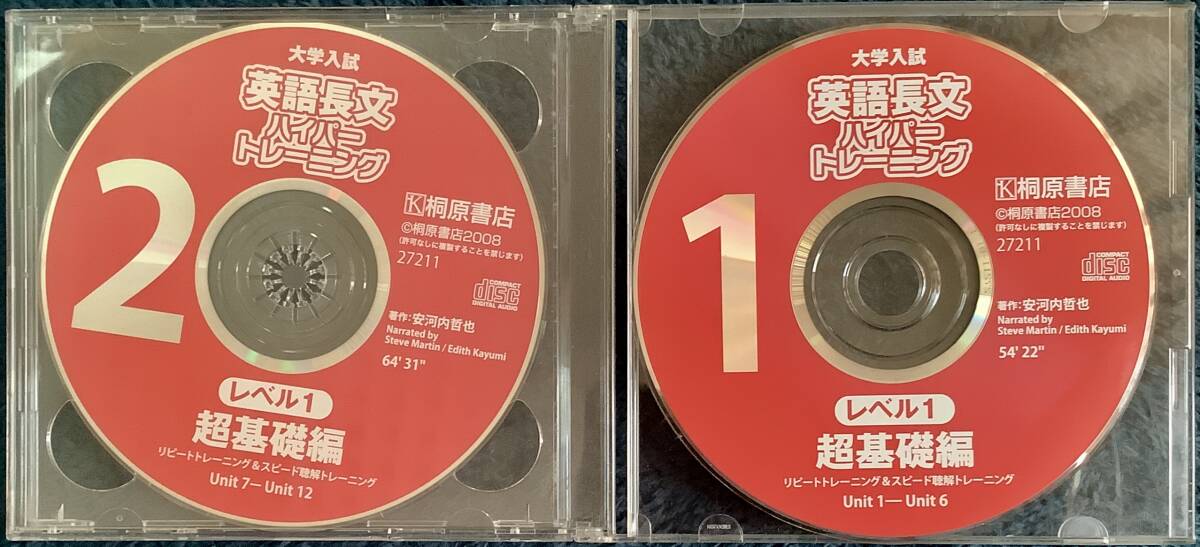 大学入試
英語長文
ハイパー
トレーニング
2
桐原書店
©桐原書店2008
(許可なしに複製することを禁じます)
27211
COMPACT
disc
DIGITAL AUDIO
著作:安河内哲也
Narrated by
Steve Martin / Edith Kayumi
64' 31"
レベル1
超基礎編
リピートトレーニング&スピード聴解トレーニング
Unit 7— Unit 12
大学入試
英語長文
ハイパー
トレーニング
1
桐原書店
©桐原書店2008
(許可なしに複製することを禁じます)
27211
COMPACT
disc
DIGITAL AUDIO
著作:安河内哲也
Narrated by
Steve Martin / Edith Kayumi
54' 22"
レベル1
超基礎編
リピートトレーニング&スピード聴解トレーニング
Unit 1— Unit 6